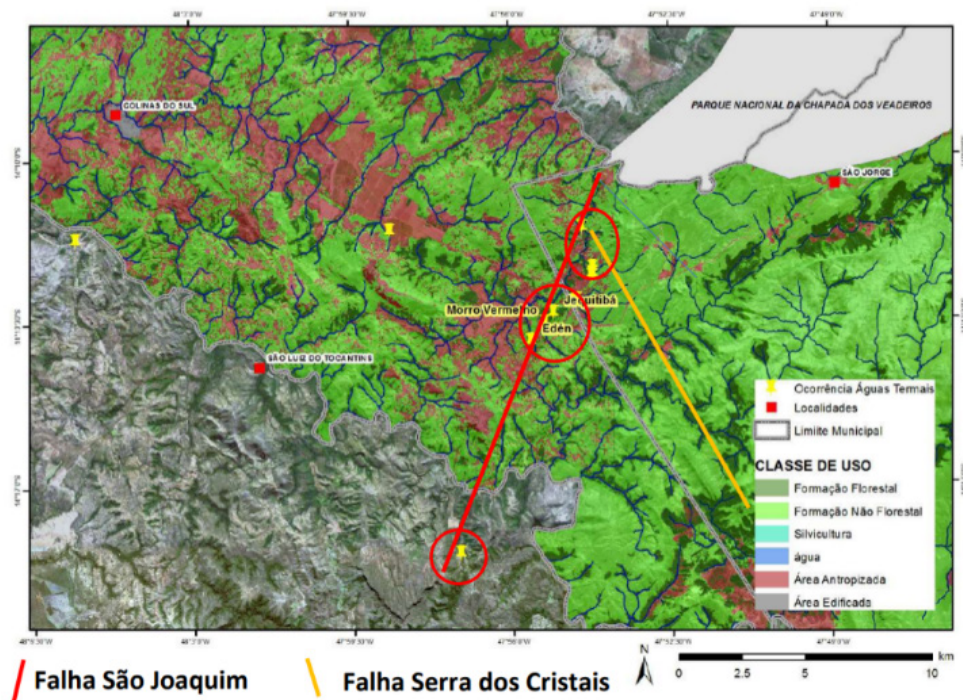 PARQUE NACIONAL DA CHAPADA DOS VEADEIROS
COLINAS DO SUL
SÃO JORGE
Jequitibá
Morro Vermelho
Edén
SÃO LUIZ DO TOCANTINS
Ocorrência Águas Termais
Localidades
Limiite Municipal
CLASSE DE USO
Formação Florestal
Formação Não Florestal
Silvicultura
água
Área Antropizada
Área Edificada
N
km
0 2.5 5 10
Falha São Joaquim
Falha Serra dos Cristais